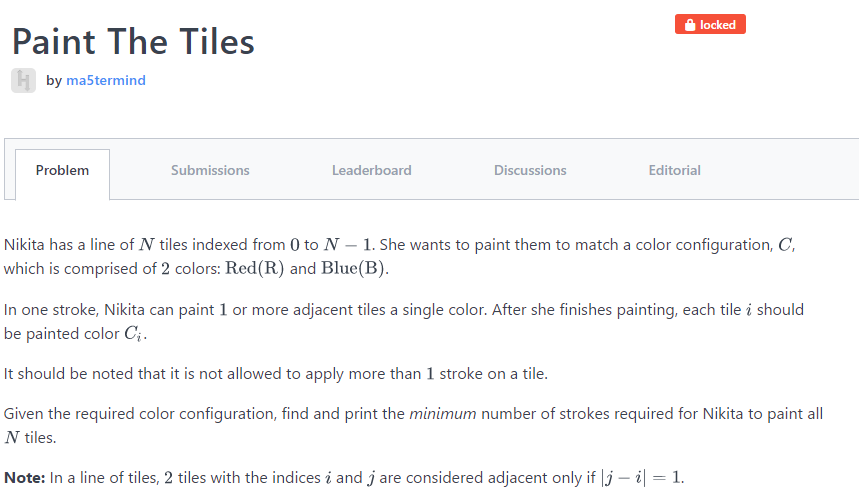 Paint The Tiles
locked
by ma5termind
Problem Submissions Leaderboard Discussions Editorial
Nikita has a line of N tiles indexed from 0 to N − 1. She wants to paint them to match a color configuration, C,
which is comprised of 2 colors: Red(R) and Blue(B).
In one stroke, Nikita can paint 1 or more adjacent tiles a single color. After she finishes painting, each tile i should
be painted color Cᵢ.
It should be noted that it is not allowed to apply more than 1 stroke on a tile.
Given the required color configuration, find and print the minimum number of strokes required for Nikita to paint all
N tiles.
Note: In a line of tiles, 2 tiles with the indices i and j are considered adjacent only if |j − i| = 1.